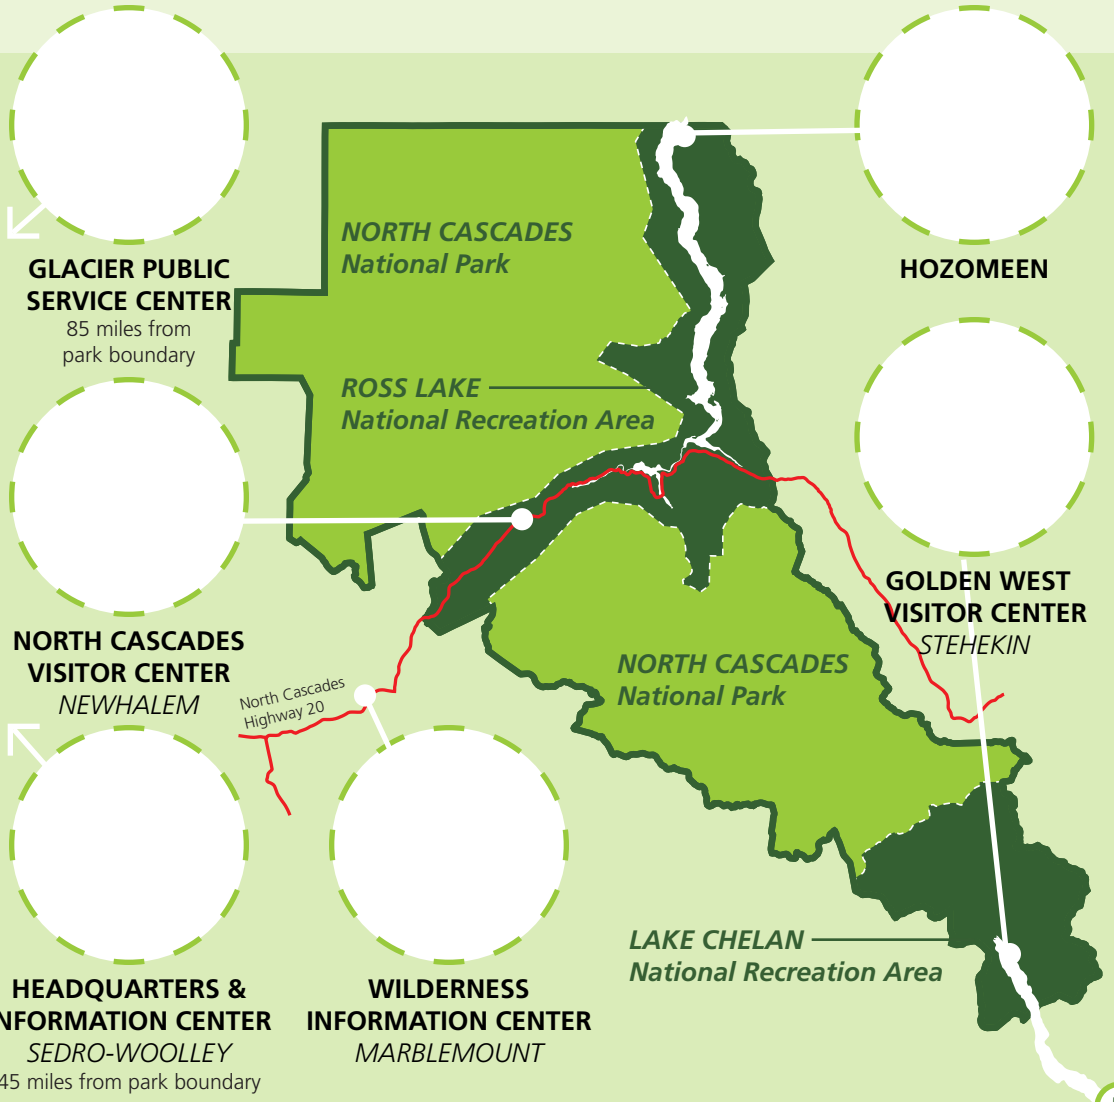 GLACIER PUBLIC
SERVICE CENTER
85 miles from
park boundary
HOZOMEEN
NORTH CASCADES
National Park
ROSS LAKE
National Recreation Area
NORTH CASCADES
VISITOR CENTER
NEWHALEM
GOLDEN WEST
VISITOR CENTER
STEHEKIN
North Cascades
Highway 20
NORTH CASCADES
National Park
HEADQUARTERS &
NFORMATION CENTER
SEDRO-WOOLLEY
45 miles from park boundary
WILDERNESS
INFORMATION CENTER
MARBLEMOUNT
LAKE CHELAN
National Recreation Area